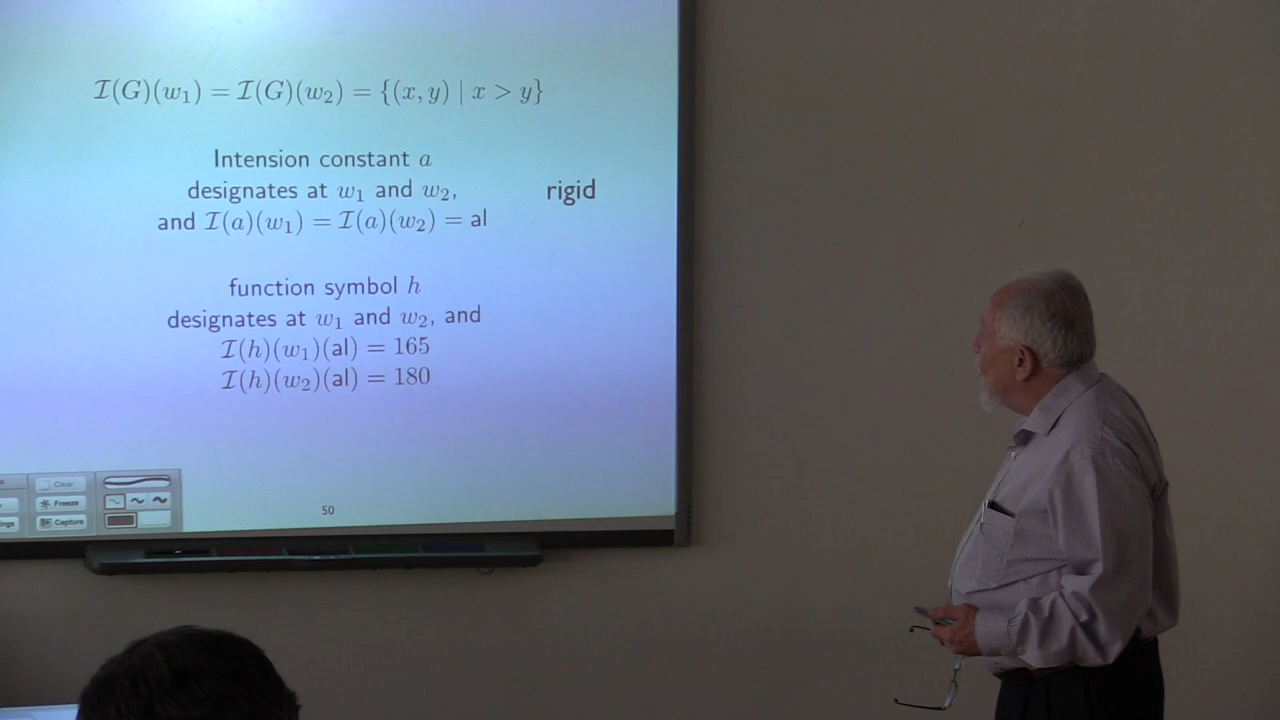 𝓘(G)(w₁) = 𝓘(G)(w₂) = {(x, y) | x > y}
Intension constant a
designates at w₁ and w₂,
and 𝓘(a)(w₁) = 𝓘(a)(w₂) = al
rigid
function symbol h
designates at w₁ and w₂, and
𝓘(h)(w₁)(al) = 165
𝓘(h)(w₂)(al) = 180
Clear
Freeze
Capture
50